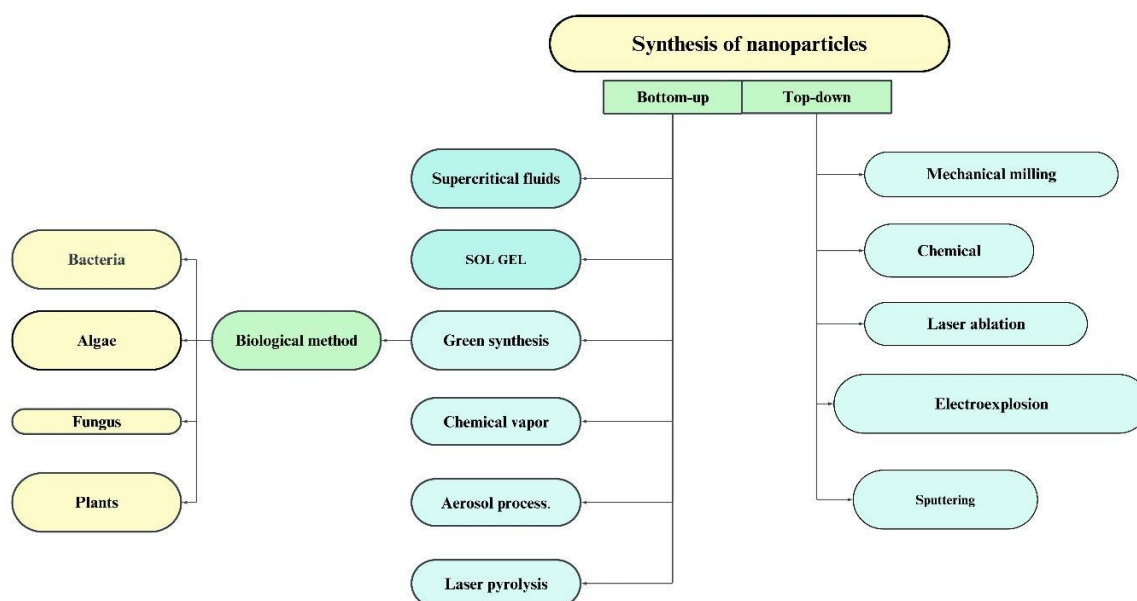 Synthesis of nanoparticles
Bottom-up
Top-down
Supercritical fluids
SOL GEL
Green synthesis
Chemical vapor
Aerosol process.
Laser pyrolysis
Biological method
Bacteria
Algae
Fungus
Plants
Mechanical milling
Chemical
Laser ablation
Electroexplosion
Sputtering